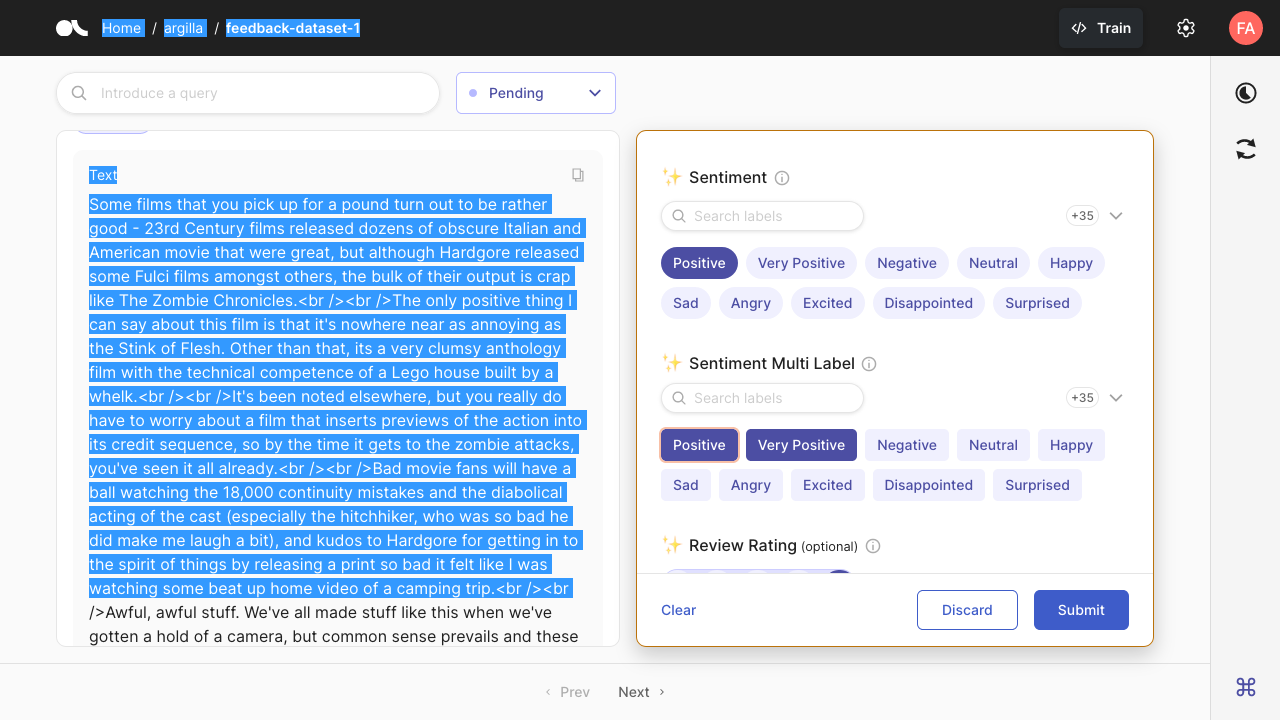 Home / argilla / feedback-dataset-1
Train
FA
Introduce a query
Pending
Text
Some films that you pick up for a pound turn out to be rather
good - 23rd Century films released dozens of obscure Italian and
American movie that were great, but although Hardgore released
some Fulci films amongst others, the bulk of their output is crap
like The Zombie Chronicles.<br /><br />The only positive thing I
can say about this film is that it's nowhere near as annoying as
the Stink of Flesh. Other than that, its a very clumsy anthology
film with the technical competence of a Lego house built by a
whelk.<br /><br />It's been noted elsewhere, but you really do
have to worry about a film that inserts previews of the action into
its credit sequence, so by the time it gets to the zombie attacks,
you've seen it all already.<br /><br />Bad movie fans will have a
ball watching the 18,000 continuity mistakes and the diabolical
acting of the cast (especially the hitchhiker, who was so bad he
did make me laugh a bit), and kudos to Hardgore for getting in to
the spirit of things by releasing a print so bad it felt like I was
watching some beat up home video of a camping trip.<br /><br
/>Awful, awful stuff. We've all made stuff like this when we've
gotten a hold of a camera, but common sense prevails and these
✨ Sentiment
Search labels
+35
Positive Very Positive Negative Neutral Happy
Sad Angry Excited Disappointed Surprised
✨ Sentiment Multi Label
Search labels
+35
Positive Very Positive Negative Neutral Happy
Sad Angry Excited Disappointed Surprised
✨ Review Rating (optional)
Clear
Discard
Submit
Prev
Next